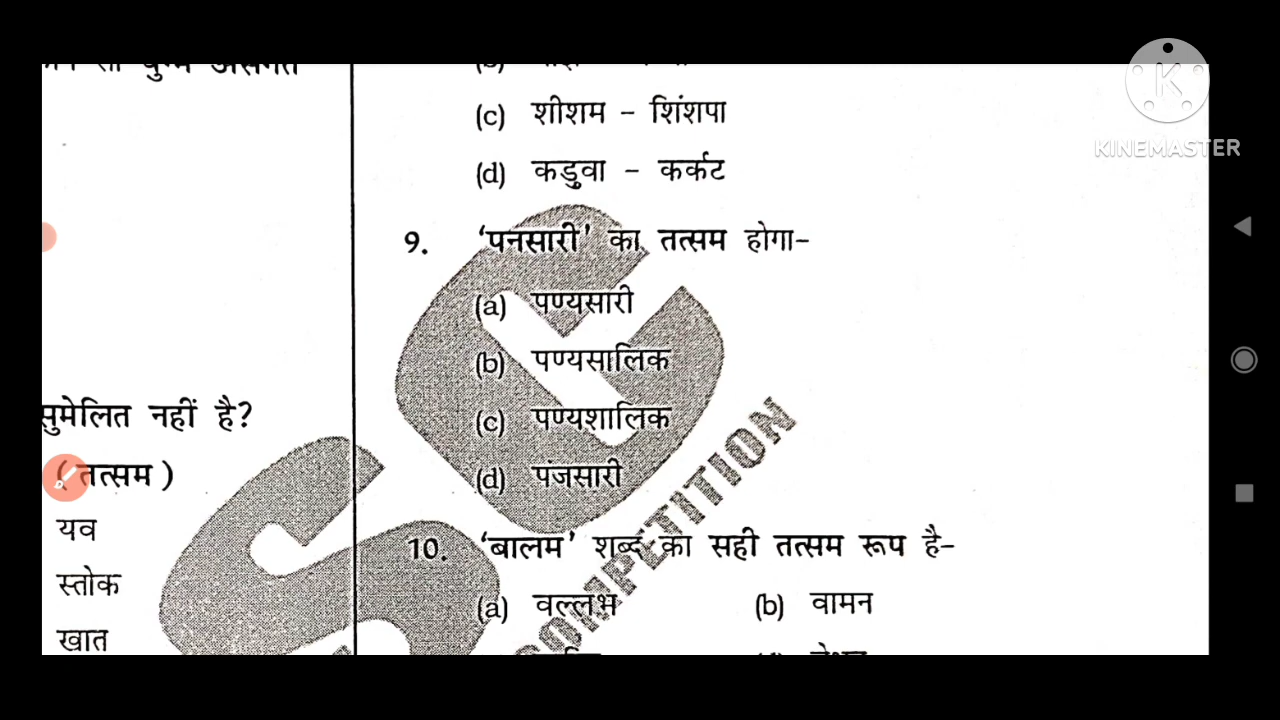 (c) शीशम - शिंशपा
(d) कडुवा - कर्कट
9. 'पनसारी' का तत्सम होगा-
(a) पण्यसारी
(b) पण्यसालिक
(c) पण्यशालिक
(d) पंजसारी
10. 'बालम' शब्द का सही तत्सम रूप है-
(a) वल्लभ (b) वामन
सुमेलित नहीं है?
(तत्सम)
यव
स्तोक
खात
COMPETITION
KINEMASTER